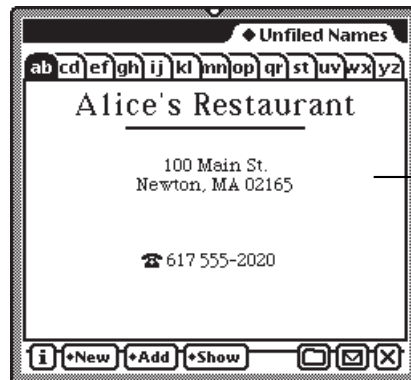 ◆Unfiled Names
ab cd ef gh ij kl mn op qr st uv wx yz
Alice's Restaurant
100 Main St.
Newton, MA 02165
☎ 617 555-2020
i ◆New ◆Add ◆Show